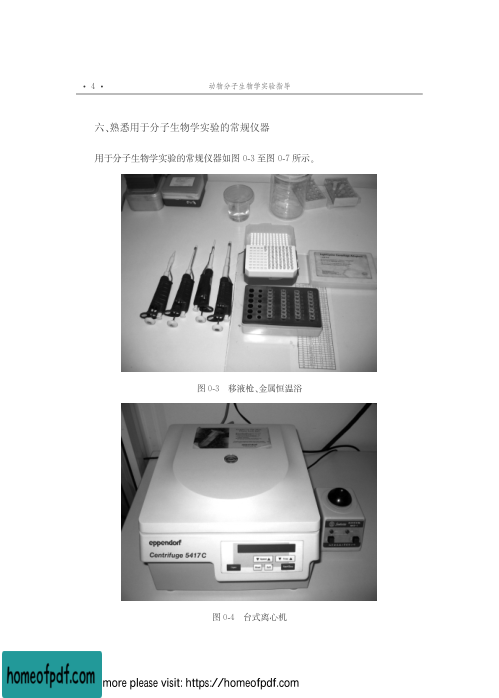 • 4 •
动物分子生物学实验指导
六、熟悉用于分子生物学实验的常规仪器
用于分子生物学实验的常规仪器如图 0-3 至图 0-7 所示。
图 0-3 移液枪、金属恒温浴
eppendorf
Centrifuge 5417C
图 0-4 台式离心机
homeofpdf.com
more please visit: https://homeofpdf.com